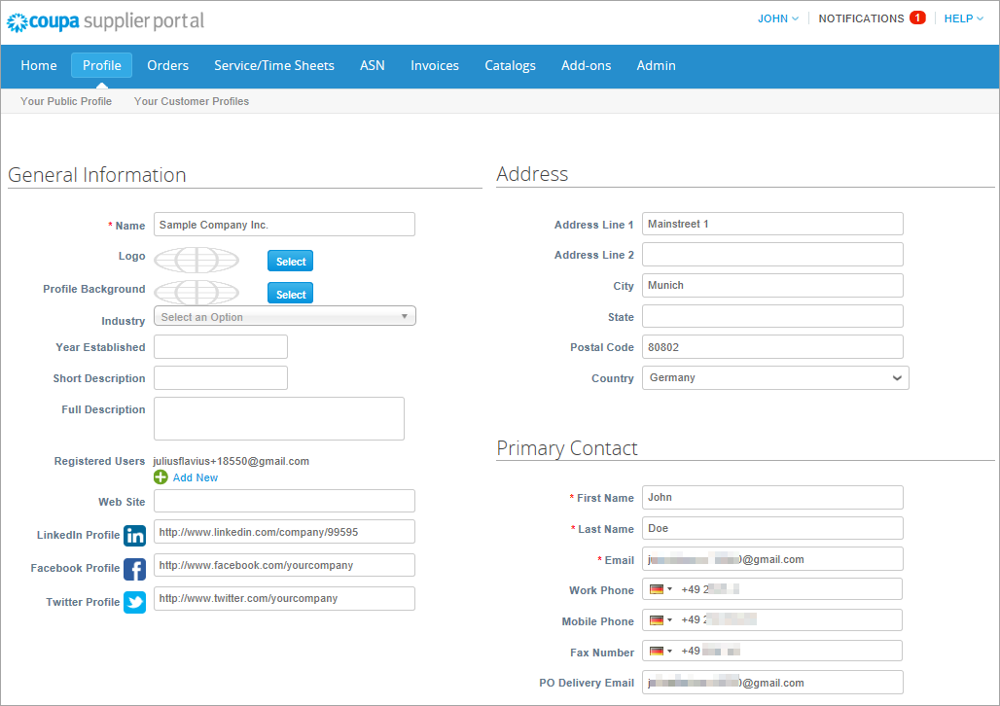 coupa supplier portal
JOHN
NOTIFICATIONS 1
HELP
Home Profile Orders Service/Time Sheets ASN Invoices Catalogs Add-ons Admin
Your Public Profile Your Customer Profiles
General Information
* Name Sample Company Inc.
Logo Select
Profile Background Select
Industry Select an Option
Year Established
Short Description
Full Description
Registered Users juliusflavius+18550@gmail.com
Add New
Web Site
LinkedIn Profile in http://www.linkedin.com/company/99595
Facebook Profile f http://www.facebook.com/yourcompany
Twitter Profile http://www.twitter.com/yourcompany
Address
Address Line 1 Mainstreet 1
Address Line 2
City Munich
State
Postal Code 80802
Country Germany
Primary Contact
* First Name John
* Last Name Doe
* Email @gmail.com
Work Phone +49 2
Mobile Phone +49 2
Fax Number +49
PO Delivery Email @gmail.com